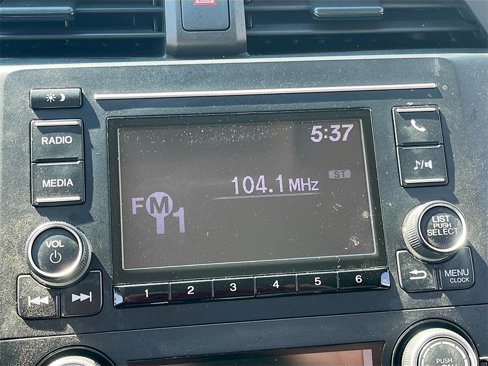 5:37
RADIO
MEDIA
ST
104.1 MHz
FM1
VOL
LIST
PUSH
SELECT
MENU
CLOCK
1 2 3 4 5 6
PUSH